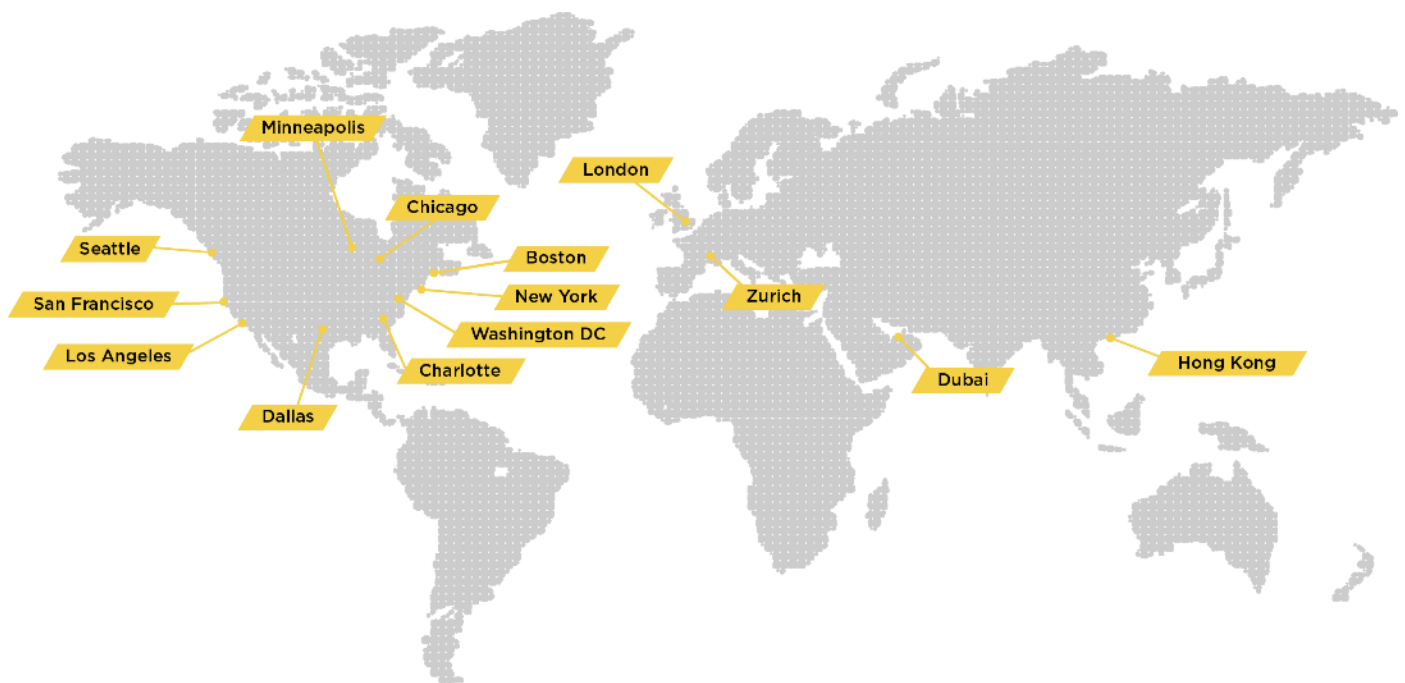 Minneapolis
London
Chicago
Seattle
Boston
San Francisco
New York
Zurich
Washington DC
Los Angeles
Hong Kong
Charlotte
Dubai
Dallas